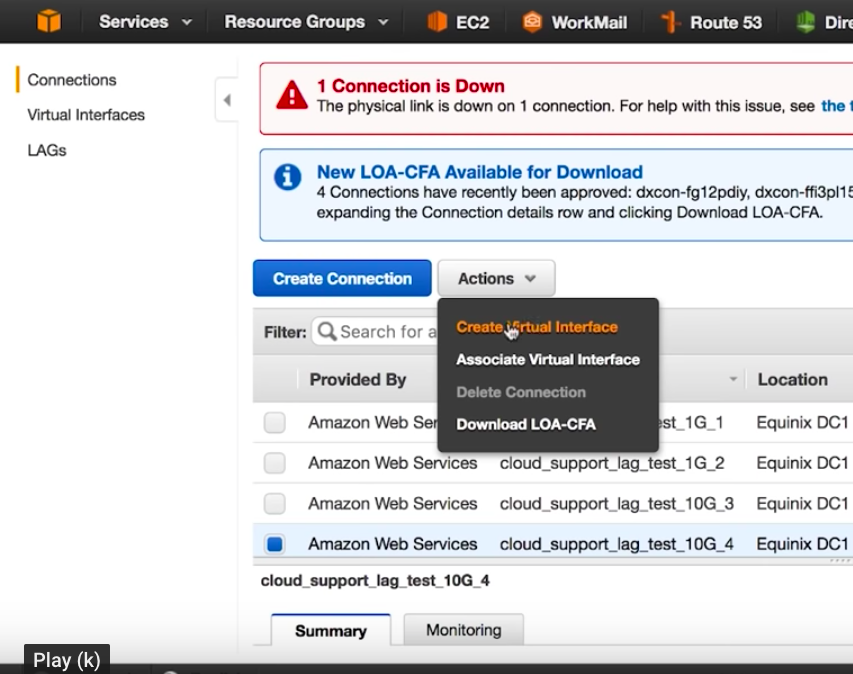 Services Resource Groups EC2 WorkMail Route 53 Dire
Connections
Virtual Interfaces
LAGs
1 Connection is Down
The physical link is down on 1 connection. For help with this issue, see the t
New LOA-CFA Available for Download
4 Connections have recently been approved: dxcon-fg12pdiy, dxcon-ffi3pl15
expanding the Connection details row and clicking Download LOA-CFA.
Create Connection Actions
Create Virtual Interface
Filter: Search for a
Associate Virtual Interface
Provided By Location
Delete Connection
Download LOA-CFA
Amazon Web Ser est_1G_1 Equinix DC1
Amazon Web Services cloud_support_lag_test_1G_2 Equinix DC1
Amazon Web Services cloud_support_lag_test_10G_3 Equinix DC1
Amazon Web Services cloud_support_lag_test_10G_4 Equinix DC1
cloud_support_lag_test_10G_4
Summary Monitoring
Play (k)